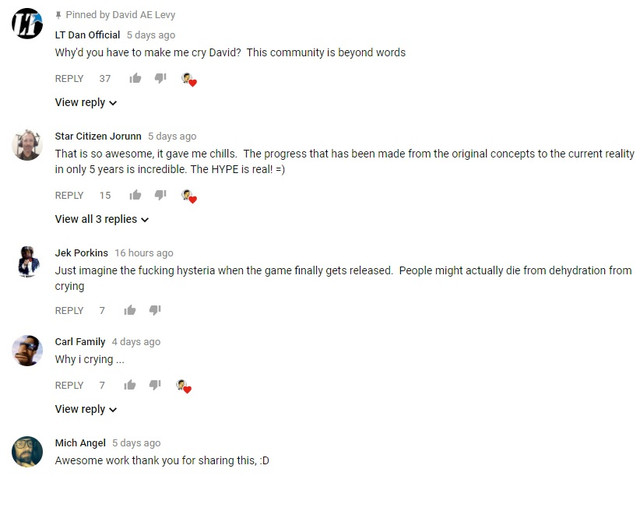 Pinned by David AE Levy
LT Dan Official 5 days ago
Why'd you have to make me cry David? This community is beyond words
REPLY 37
View reply
Star Citizen Jorunn 5 days ago
That is so awesome, it gave me chills. The progress that has been made from the original concepts to the current reality
in only 5 years is incredible. The HYPE is real! =)
REPLY 15
View all 3 replies
Jek Porkins 16 hours ago
Just imagine the fucking hysteria when the game finally gets released. People might actually die from dehydration from
crying
REPLY 7
Carl Family 4 days ago
Why i crying ...
REPLY 7
View reply
Mich Angel 5 days ago
Awesome work thank you for sharing this, :D